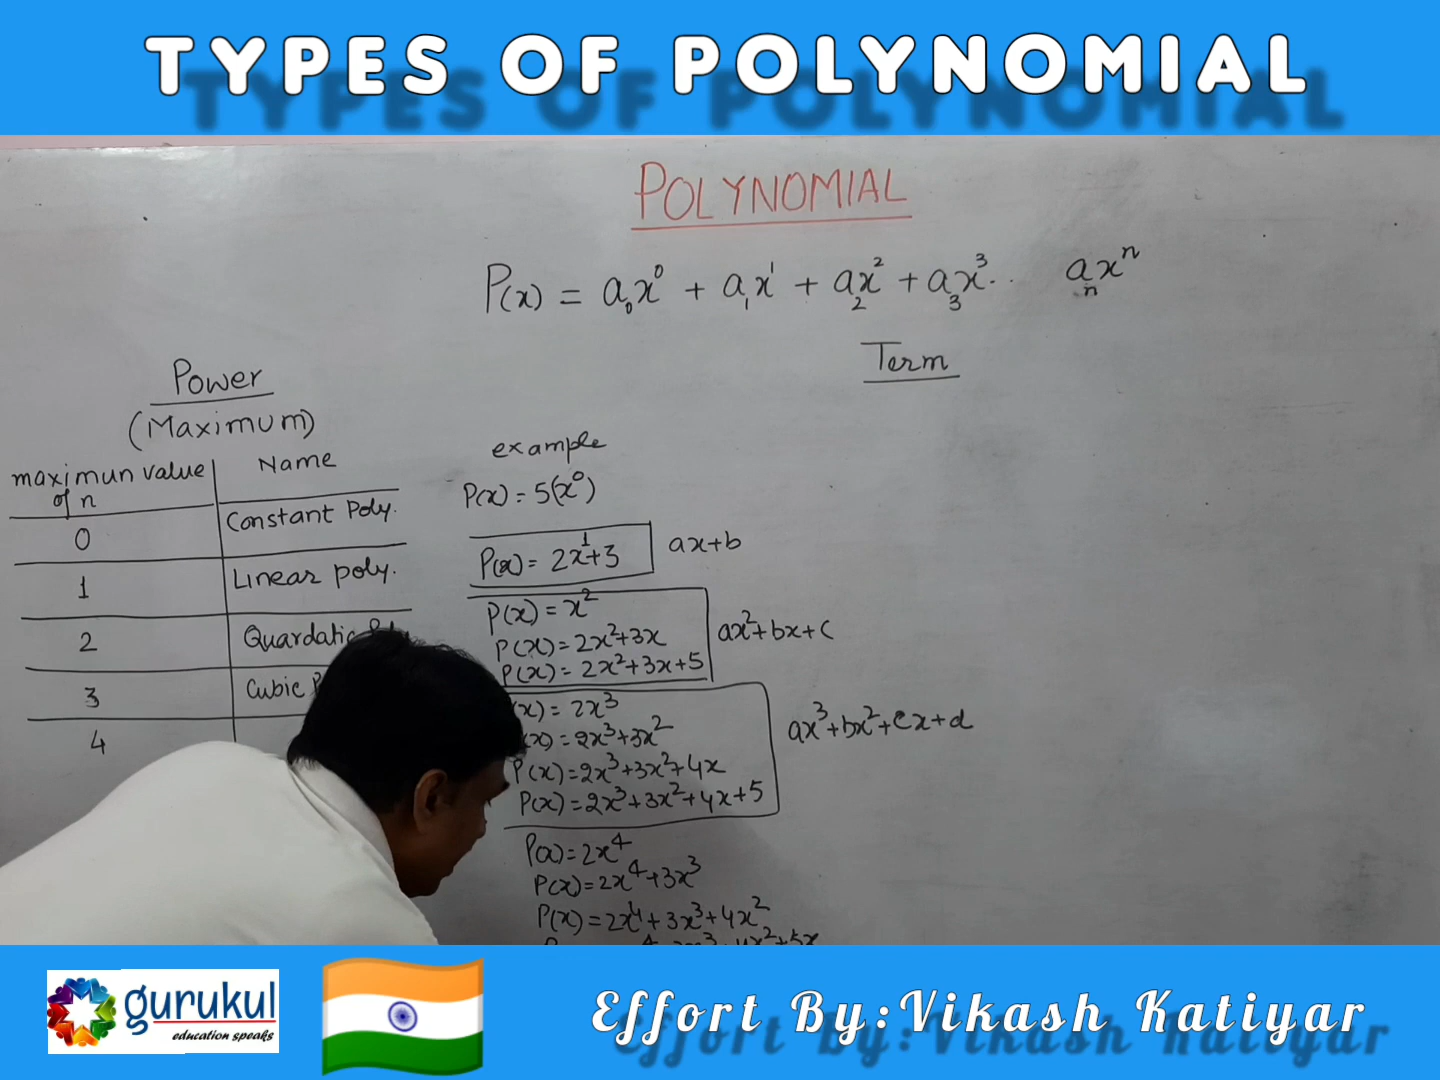 TYPES OF POLYNOMIAL
POLYNOMIAL
P(x) = a₀x⁰ + a₁x¹ + a₂x² + a₃x³.. aₙxⁿ
Term
Power
(Maximum)
maximun value of n
Name
example
0
Constant Poly.
P(x) = 5(x⁰)
1
Linear poly.
P(x) = 2x¹+3
ax+b
2
Quardatic
P(x) = x²
P(x) = 2x²+3x
P(x) = 2x²+3x+5
ax²+bx+c
3
Cubic
(x) = 2x³
(x) = 2x³+3x²
P(x) = 2x³+3x²+4x
P(x) = 2x³+3x²+4x+5
ax³+bx²+cx+d
4
P(x) = 2x⁴
P(x) = 2x⁴+3x³
P(x) = 2x⁴+3x³+4x²
gurukul
education speaks
Effort By:Vikash Katiyar